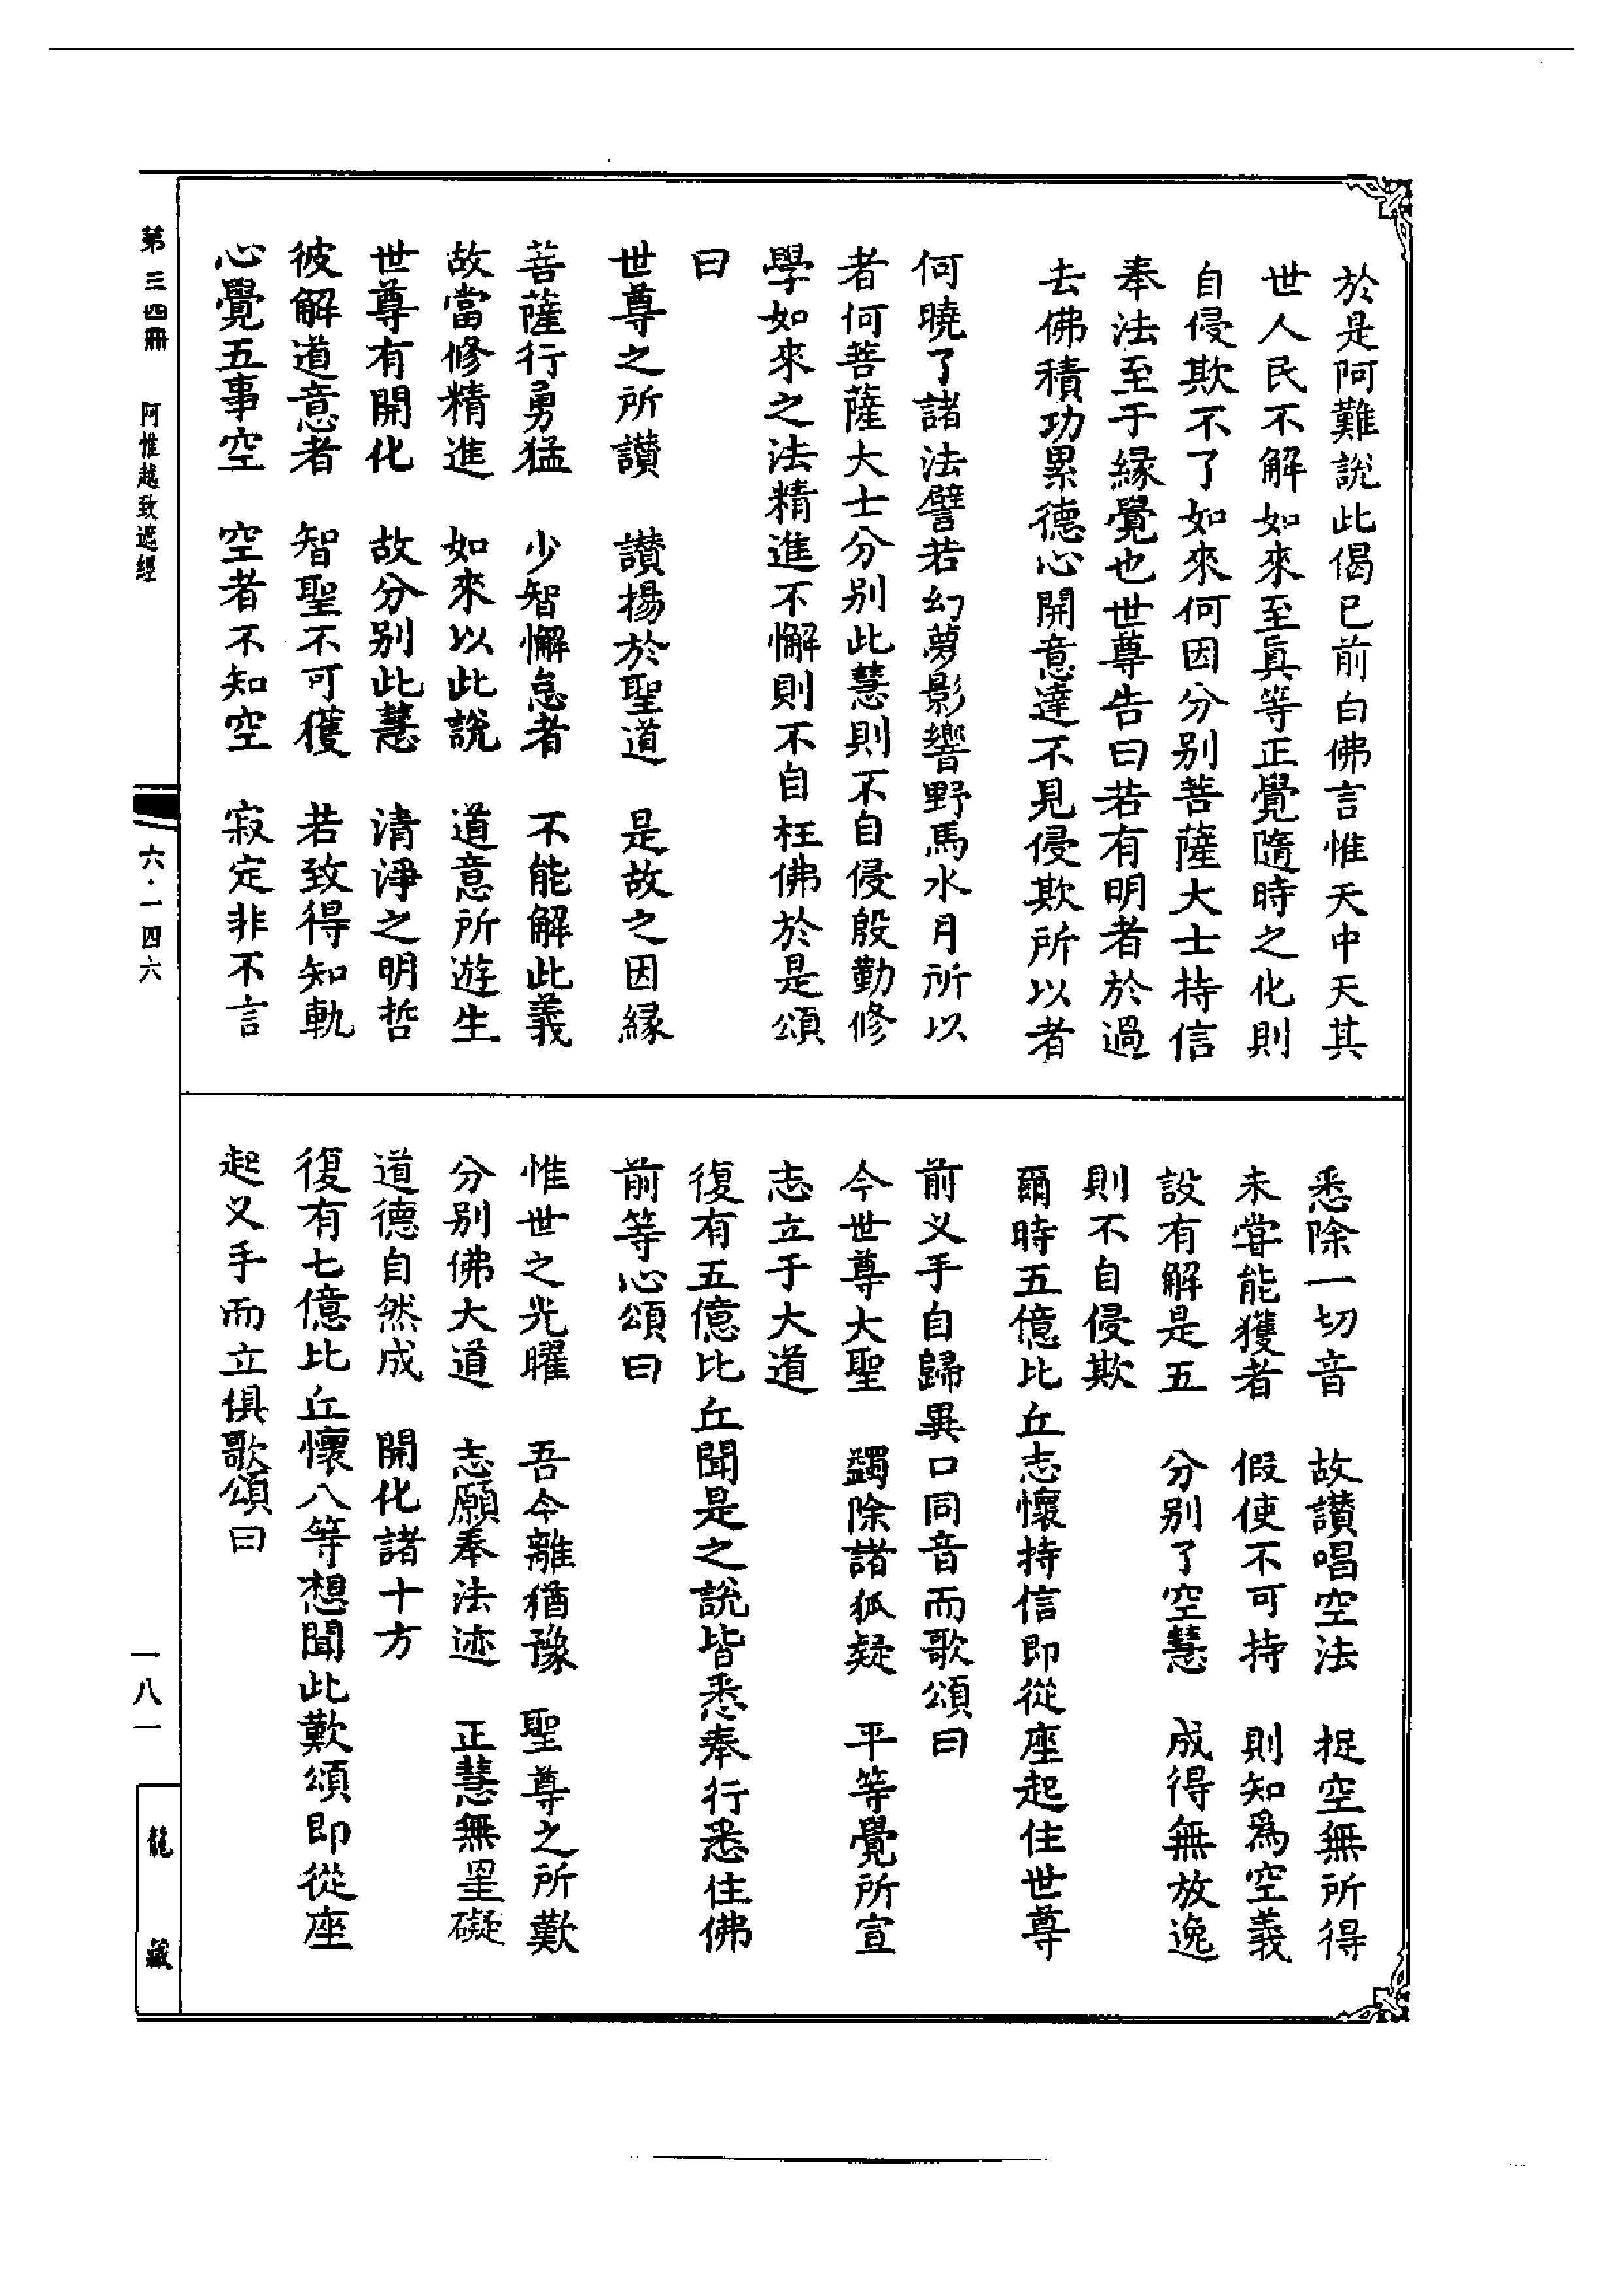 於是阿難說此偈已前白佛言惟天中天其
世人民不解如來至眞等正覺隨時之化則
自侵欺不了如來何因分别菩薩大士持信
奉法至于緣覺也世尊告曰若有明者於過
去佛積功累德心開意達不見侵欺所以者
何曉了諸法譬若幻夢影響野馬水月所以
者何菩薩大士分别此慧則不自侵殷勤修
學如來之法精進不懈則不自枉佛於是頌
曰
世尊之所讃　讃揚於聖道　是故之因緣
菩薩行勇猛　少智懈怠者　不能解此義
故當修精進　如來以此說　道意所遊生
世尊有開化　故分别此慧　清淨之明哲
彼解道意者　智聖不可獲　若致得知軌
心覺五事空　空者不知空　寂定非不言
悉除一切音　故讃唱空法　捉空無所得
未甞能獲者　假使不可持　則知爲空義
設有解是五　分别了空慧　成得無放逸
則不自侵欺
爾時五億比丘志懷持信即從座起住世尊
前叉手自歸異口同音而歌頌曰
今世尊大聖　蠲除諸狐疑　平等覺所宣
志立于大道
復有五億比丘聞是之說皆悉奉行悉住佛
前等心頌曰
惟世之光曜　吾今離猶豫　聖尊之所歎
分别佛大道　志願奉法迹　正慧無罣礙
道德自然成　開化諸十方
復有七億比丘懷八等想聞此歎頌即從座
起叉手而立俱歌頌曰
第三四冊　阿惟越致遮經
六·一四六
一八一
龍藏